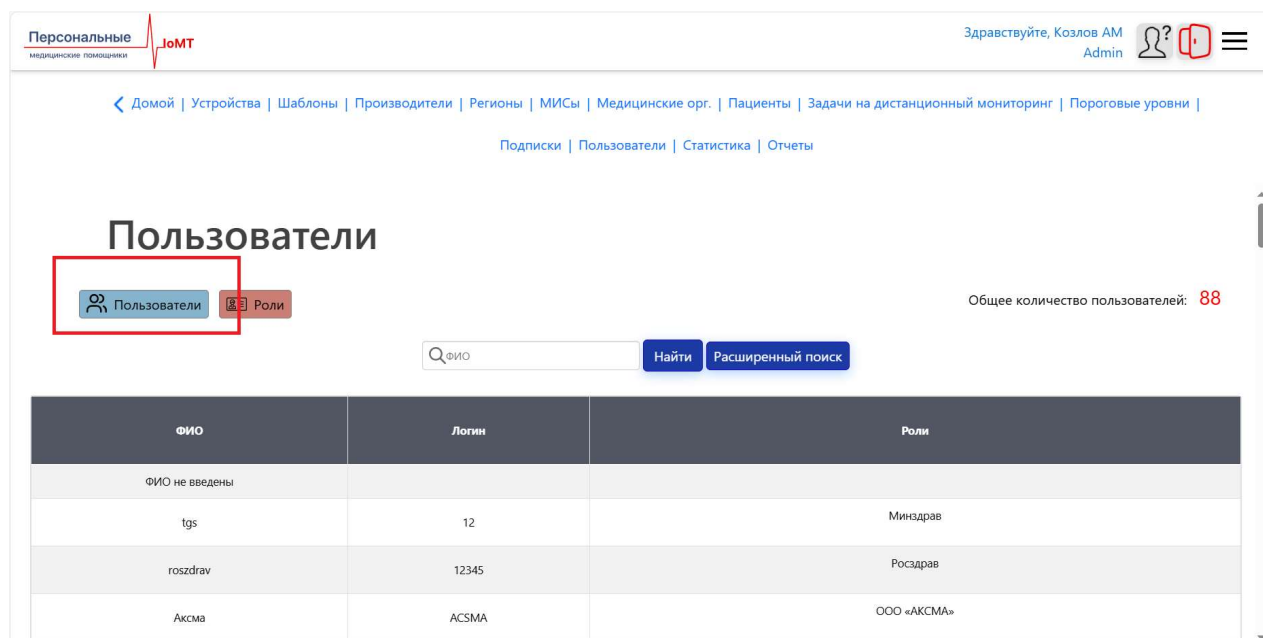 Персональные
медицинские помощники
IoMT
Здравствуйте, Козлов АМ
Admin
Домой | Устройства | Шаблоны | Производители | Регионы | МИСы | Медицинские орг. | Пациенты | Задачи на дистанционный мониторинг | Пороговые уровни |
Подписки | Пользователи | Статистика | Отчеты
Пользователи
Пользователи Роли Общее количество пользователей: 88
ФИО Найти Расширенный поиск
ФИО Логин Роли
ФИО не введены
tgs 12 Минздрав
roszdrav 12345 Росздрав
Аксма ACSMA ООО «АКСМА»